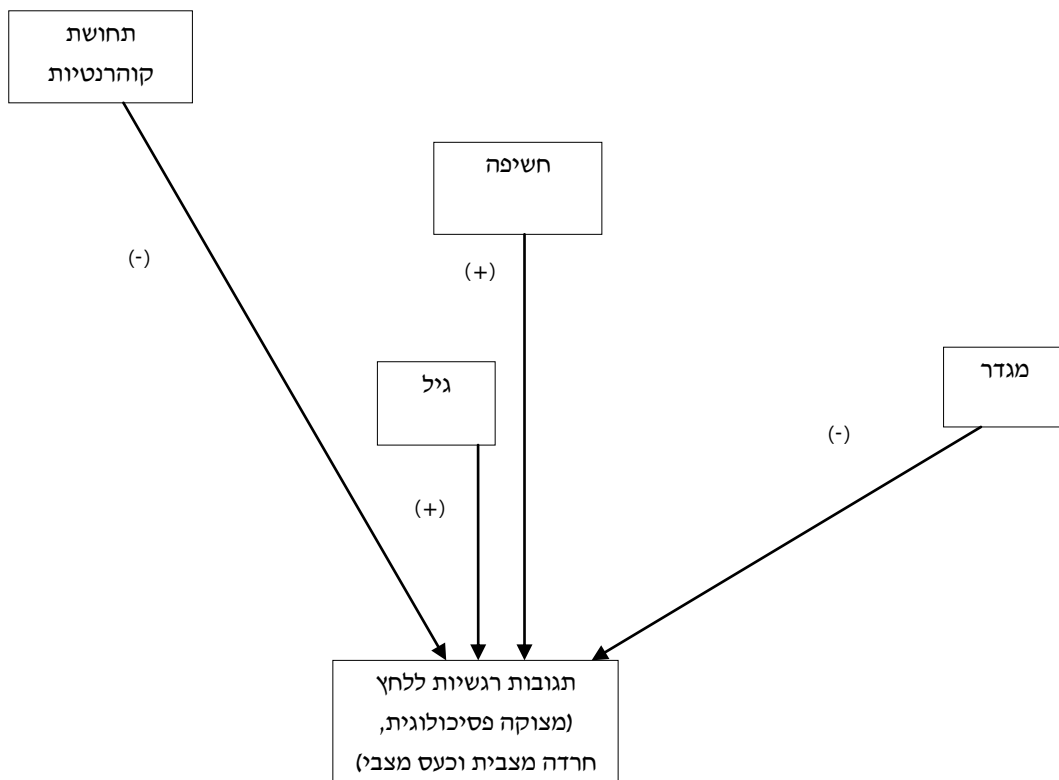 תחושת
קוהרנטיות
חשיפה
(-)
(+)
גיל
מגדר
(-)
(+)
תגובות רגשיות ללחץ
(מצוקה פסיכולוגית,
חרדה מצבית וכעס מצבי)